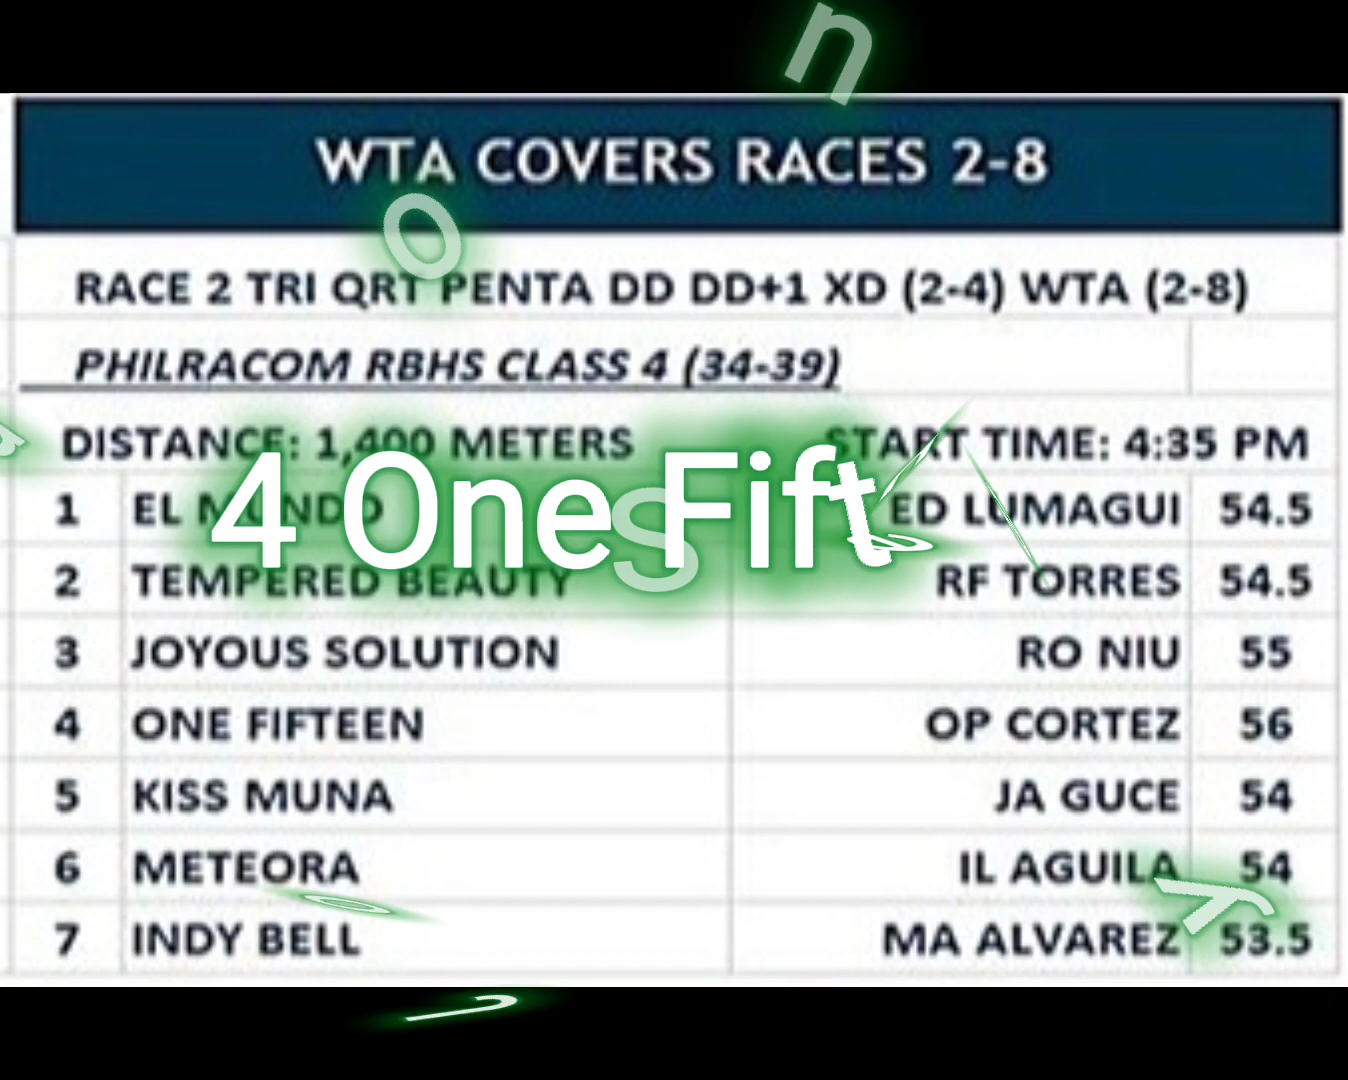 WTA COVERS RACES 2-8
RACE 2 TRI QRT PENTA DD DD+1 XD (2-4) WTA (2-8)
PHILRACOM RBHS CLASS 4 (34-39)
DISTANCE: 1,400 METERS START TIME: 4:35 PM
4 One Fift
1 EL MUNDO ED LUMAGUI 54.5
2 TEMPERED BEAUTY RF TORRES 54.5
3 JOYOUS SOLUTION RO NIU 55
4 ONE FIFTEEN OP CORTEZ 56
5 KISS MUNA JA GUCE 54
6 METEORA IL AGUILA 54
7 INDY BELL MA ALVAREZ 53.5